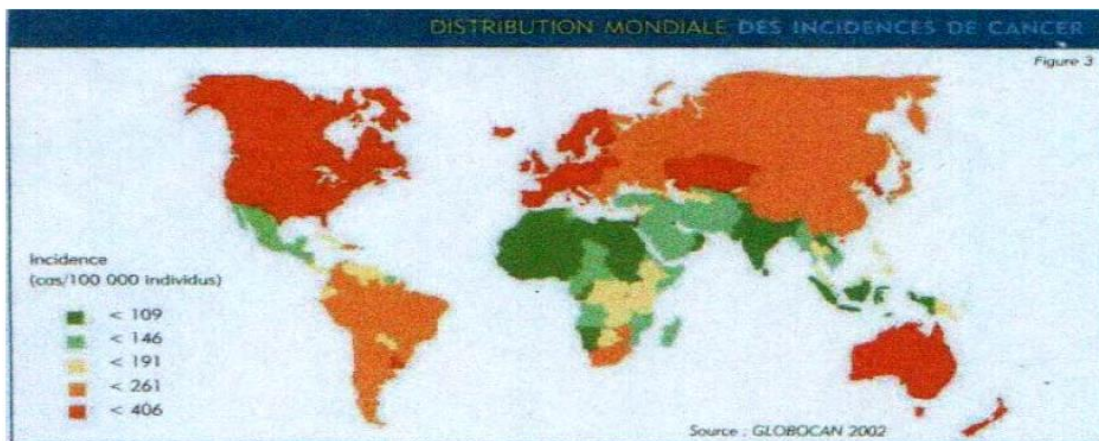 DISTRIBUTION MONDIALE DES INCIDENCES DE CANCER
Figure 3
Incidence
(cas/100 000 individus)
< 109
< 146
< 191
< 261
< 406
Source : GLOBOCAN 2002